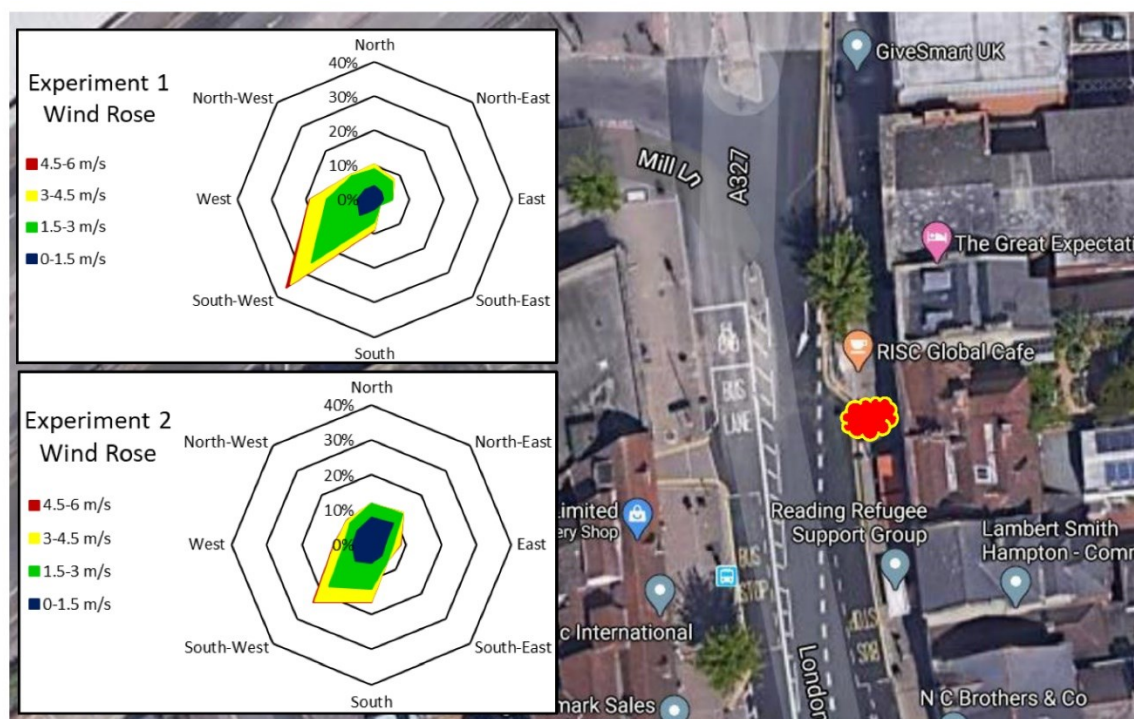 Experiment 1
Wind Rose
4.5-6 m/s
3-4.5 m/s
1.5-3 m/s
0-1.5 m/s
North
40%
North-West
30%
North-East
20%
10%
West
0%
East
South-West
South-East
South
Experiment 2
Wind Rose
4.5-6 m/s
3-4.5 m/s
1.5-3 m/s
0-1.5 m/s
North
40%
North-West
30%
North-East
20%
10%
West
0%
East
South-West
South-East
South
GiveSmart UK
Mill Ln
A327
The Great Expectati
RISC Global Cafe
BUS
LANE
Limited
ery Shop
Reading Refugee
Support Group
Lambert Smith
Hampton - Comm
BUS
STOP
c International
BUS
STOP
London
mark Sales
N C Brothers & Co